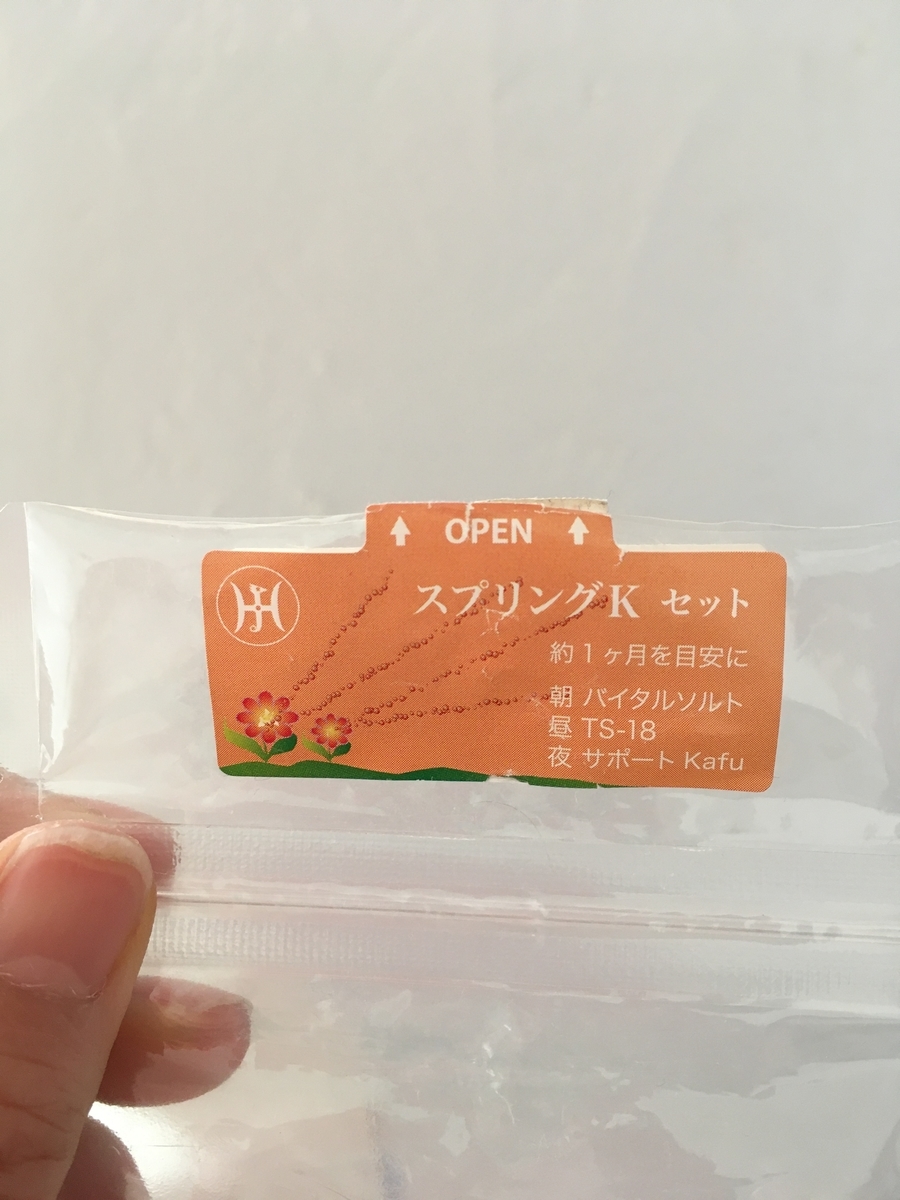 OPEN
スプリングK セット
約1ヶ月を目安に
朝 バイタルソルト
昼 TS-18
夜 サポート Kafu